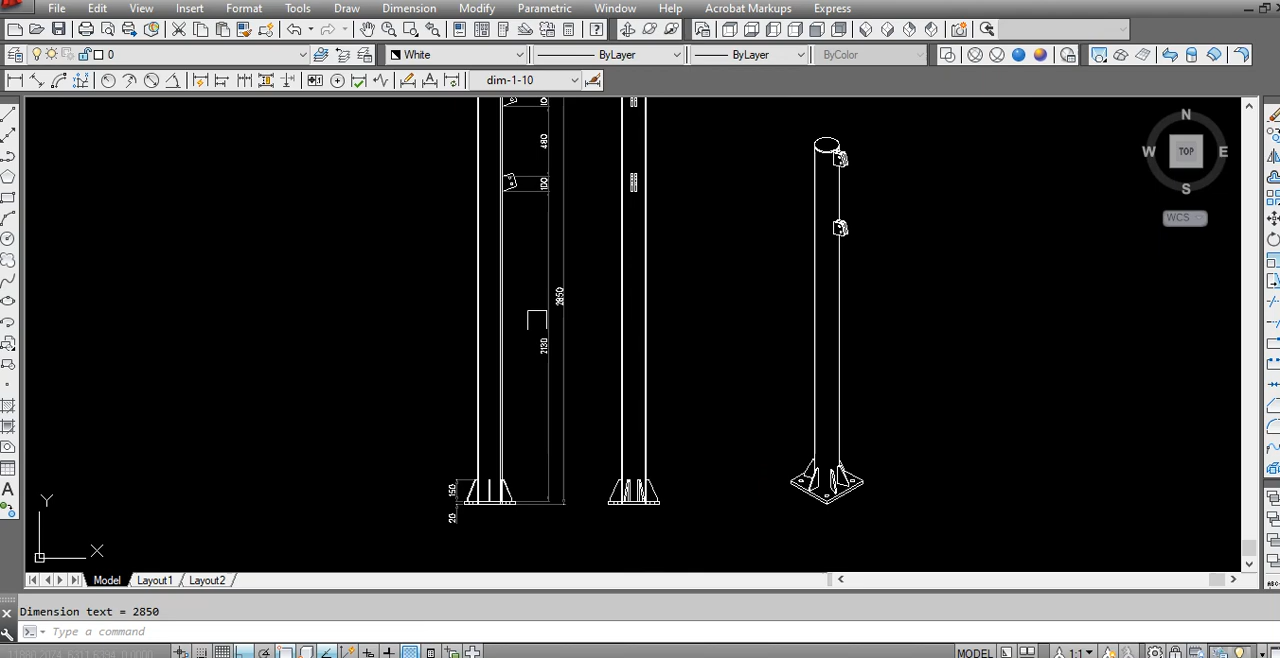 File Edit View Insert Format Tools Draw Dimension Modify Parametric Window Help Acrobat Markups Express
0 White ByLayer ByLayer ByColor
dim-1-10
480
100
2850
2130
150
20
N
W TOP E
S
WCS
Y
X
Model Layout1 Layout2
Dimension text = 2850
Type a command
MODEL 1:1